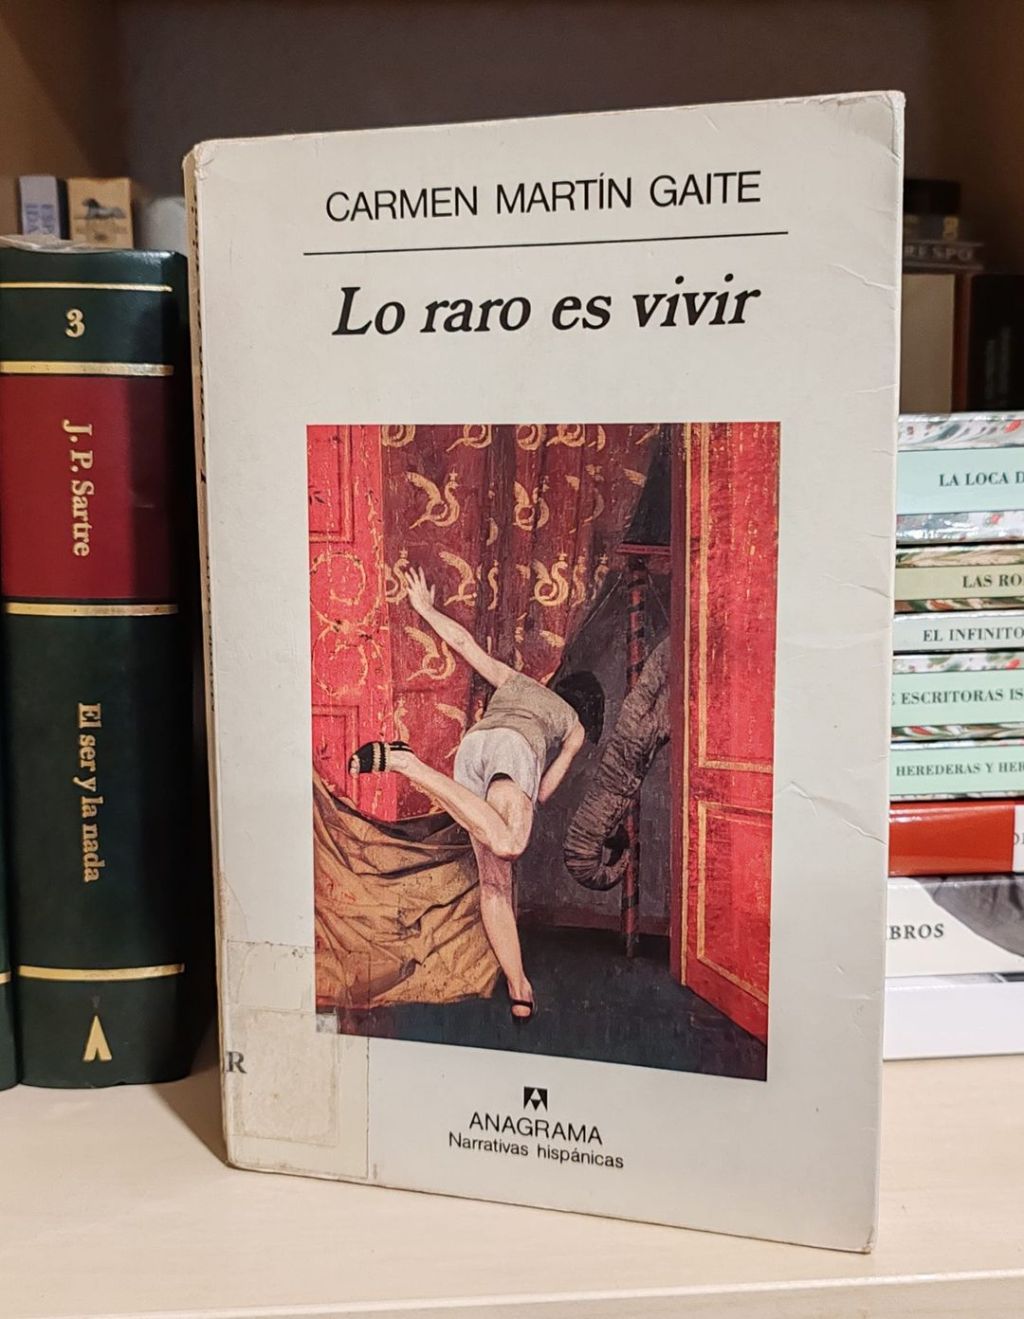 CARMEN MARTÍN GAITE
Lo raro es vivir
ANAGRAMA
Narrativas hispánicas
R
3
J. P. Sartre
El ser y la nada
RESPO
LA LOCA D
LAS RO
EL INFINITO
E ESCRITORAS IS
HEREDERAS Y HER
BROS